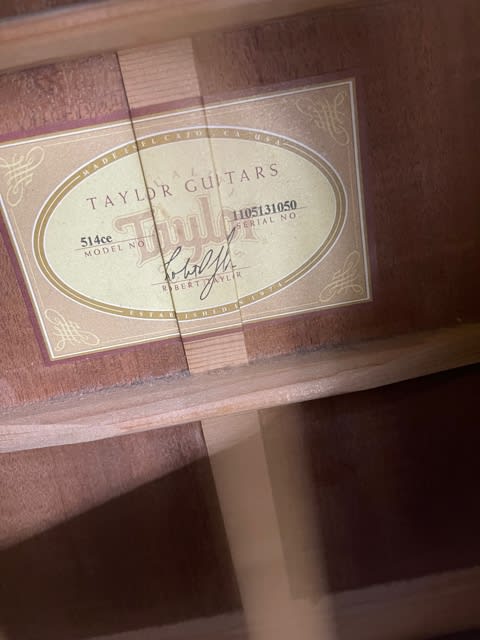 MADE IN EL CAJON, CA, USA
TAYLOR GUITARS
Taylor
514ce 1105131050
MODEL NO SERIAL NO
ROBERT TAYLOR
ESTABLISHED IN 1974